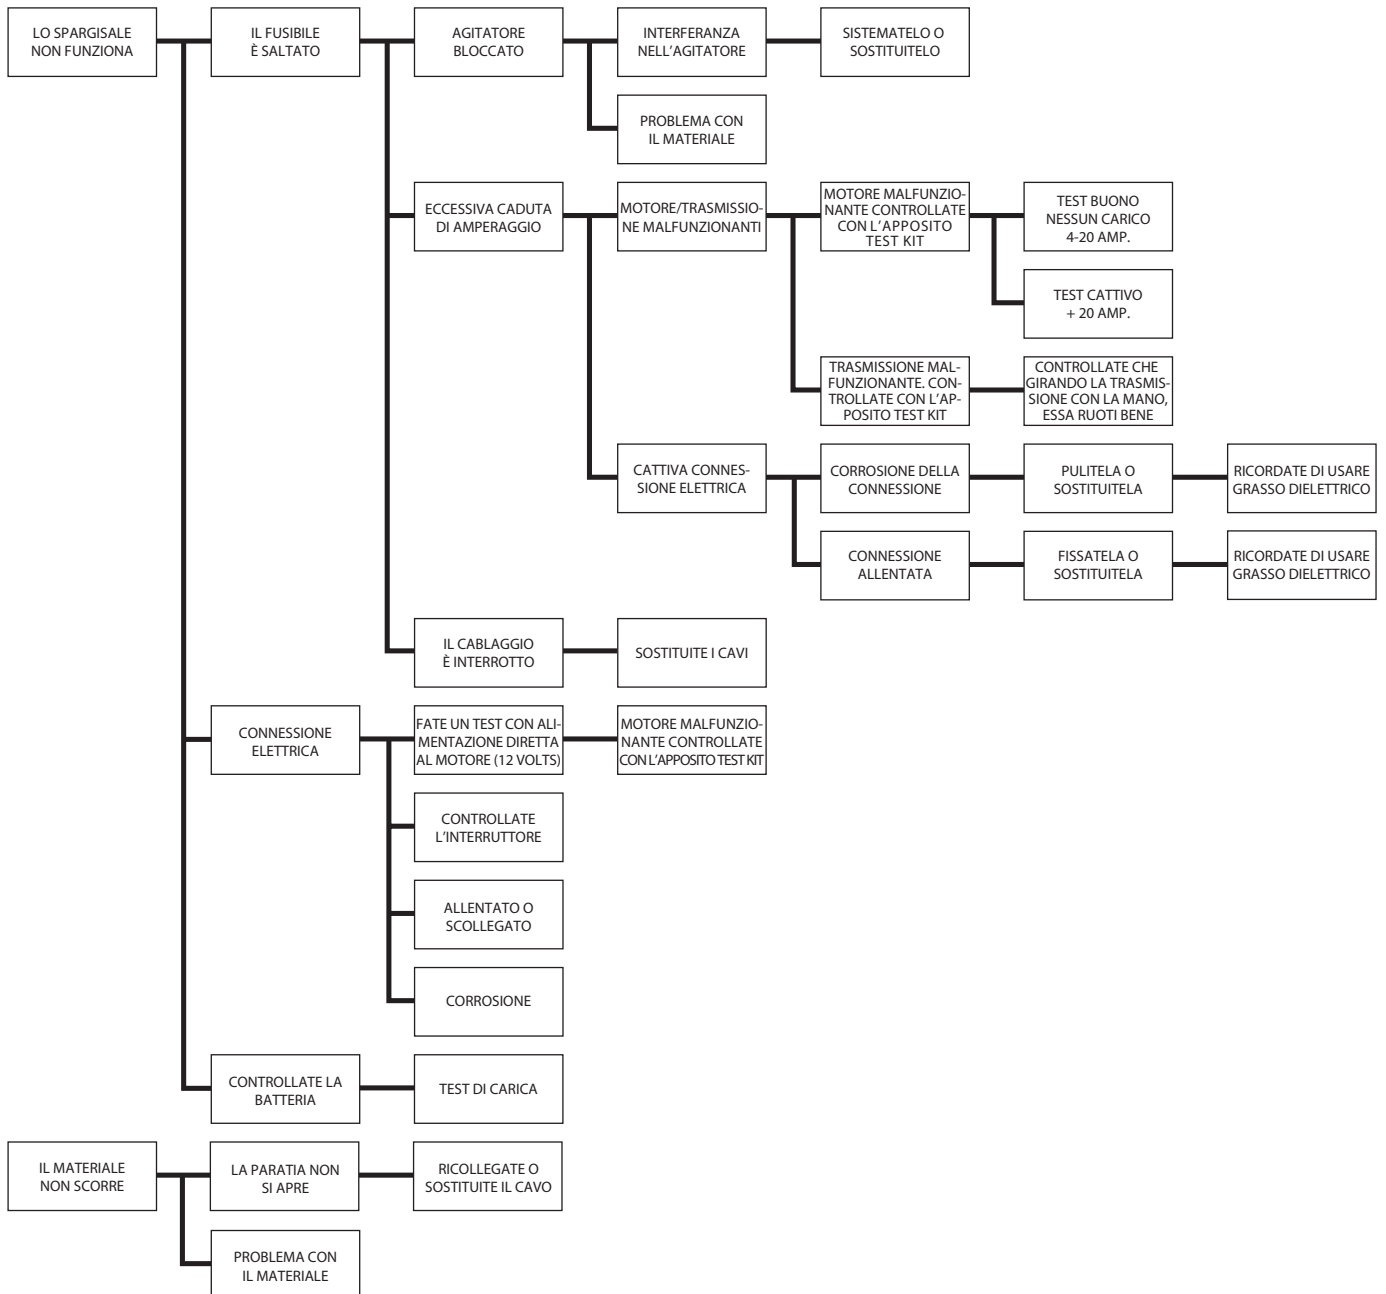 LO SPARGISALE
NON FUNZIONA
IL FUSIBILE
È SALTATO
AGITATORE
BLOCCATO
INTERFERANZA
NELL'AGITATORE
SISTEMATELO O
SOSTITUITELO
PROBLEMA CON
IL MATERIALE
ECCESSIVA CADUTA
DI AMPERAGGIO
MOTORE/TRASMISSIO-
NE MALFUNZIONANTI
MOTORE MALFUNZIO-
NANTE CONTROLLATE
CON L'APPOSITO
TEST KIT
TEST BUONO
NESSUN CARICO
4-20 AMP.
TEST CATTIVO
+ 20 AMP.
TRASMISSIONE MAL-
FUNZIONANTE. CON-
TROLLATE CON L'AP-
POSITO TEST KIT
CONTROLLATE CHE
GIRANDO LA TRASMIS-
SIONE CON LA MANO,
ESSA RUOTI BENE
CATTIVA CONNES-
SIONE ELETTRICA
CORROSIONE DELLA
CONNESSIONE
PULITELA O
SOSTITUITELA
RICORDATE DI USARE
GRASSO DIELETTRICO
CONNESSIONE
ALLENTATA
FISSATELA O
SOSTITUITELA
RICORDATE DI USARE
GRASSO DIELETTRICO
IL CABLAGGIO
È INTERROTTO
SOSTITUITE I CAVI
CONNESSIONE
ELETTRICA
FATE UN TEST CON ALI-
MENTAZIONE DIRETTA
AL MOTORE (12 VOLTS)
MOTORE MALFUNZIO-
NANTE CONTROLLATE
CON L'APPOSITO TEST KIT
CONTROLLATE
L'INTERRUTTORE
ALLENTATO O
SCOLLEGATO
CORROSIONE
CONTROLLATE LA
BATTERIA
TEST DI CARICA
IL MATERIALE
NON SCORRE
LA PARATIA NON
SI APRE
RICOLLEGATE O
SOSTITUITE IL CAVO
PROBLEMA CON
IL MATERIALE